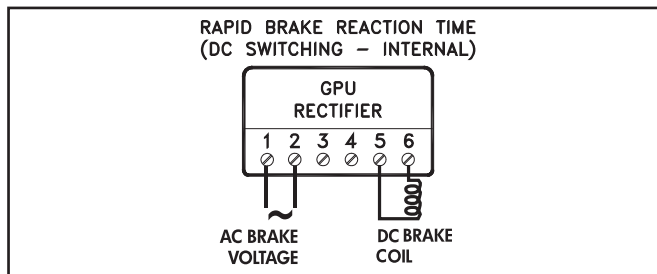 RAPID BRAKE REACTION TIME
(DC SWITCHING – INTERNAL)
GPU
RECTIFIER
1 2 3 4 5 6
~
AC BRAKE DC BRAKE
VOLTAGE COIL